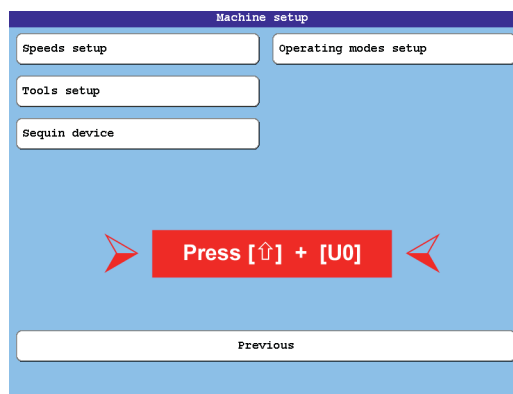 Machine setup
Speeds setup
Operating modes setup
Tools setup
Sequin device
Press [⇧] + [U0]
Previous